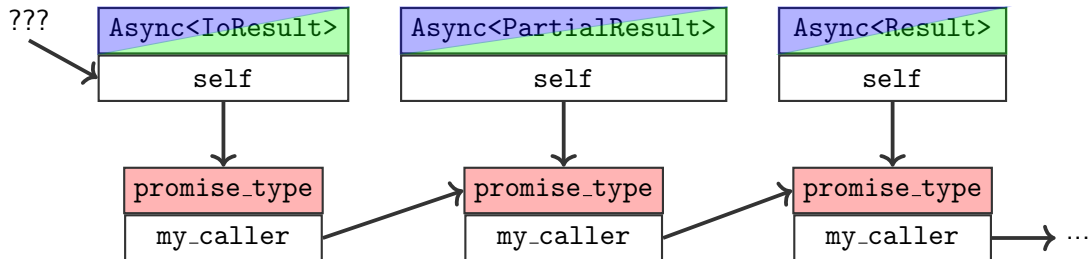 ???
Async<IoResult>
Async<PartialResult>
Async<Result>
self
self
self
promise_type
promise_type
promise_type
my_caller
my_caller
my_caller
...